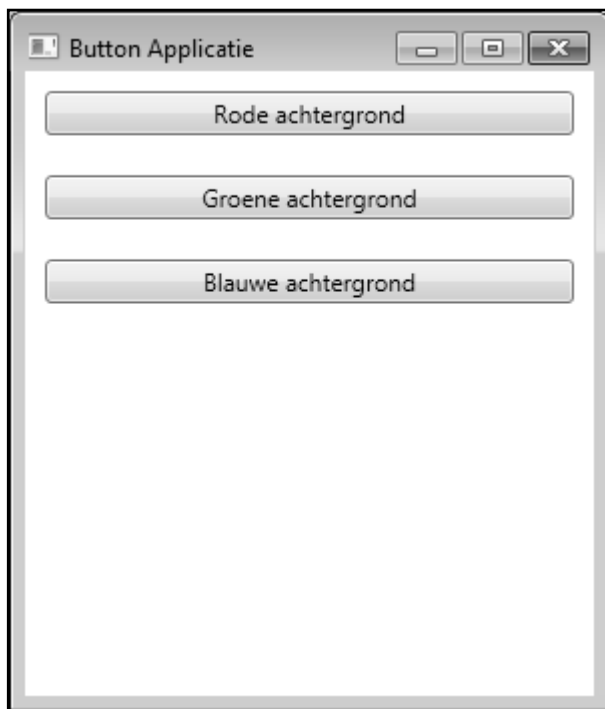 Button Applicatie
Rode achtergrond
Groene achtergrond
Blauwe achtergrond